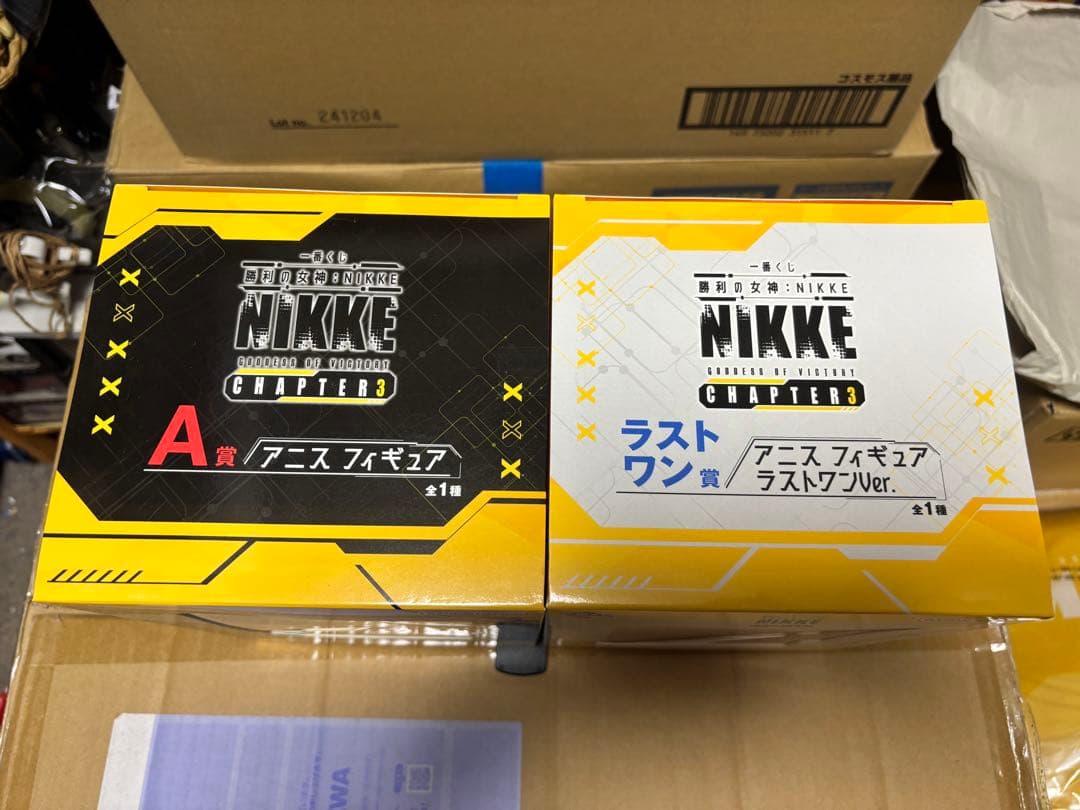 コスモス薬品
Lot no. 241204
一番くじ
勝利の女神：NIKKE
NIKKE
GODDESS OF VICTORY
CHAPTER3
A賞
アニス フィギュア
全1種
一番くじ
勝利の女神：NIKKE
NIKKE
GODDESS OF VICTORY
CHAPTER3
ラスト
ワン賞
アニス フィギュア
ラストワンVer.
全1種
NIKKE